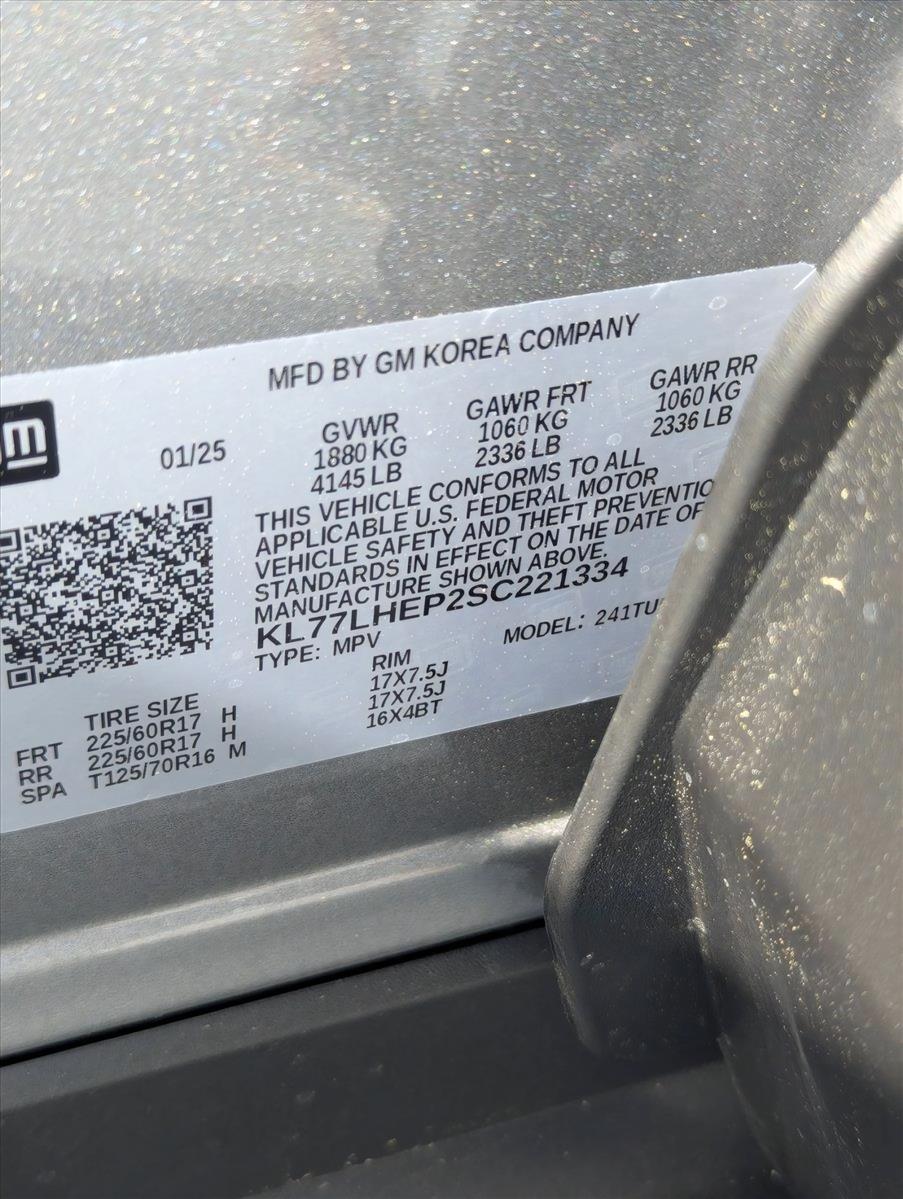 MFD BY GM KOREA COMPANY
gm
01/25
GVWR
1880 KG
4145 LB
GAWR FRT
1060 KG
2336 LB
GAWR RR
1060 KG
2336 LB
THIS VEHICLE CONFORMS TO ALL
APPLICABLE U.S. FEDERAL MOTOR
VEHICLE SAFETY AND THEFT PREVENTIO
STANDARDS IN EFFECT ON THE DATE OF
MANUFACTURE SHOWN ABOVE.
KL77LHEP2SC221334
TYPE: MPV
MODEL: 241TU
TIRE SIZE
RIM
FRT 225/60R17 H 17X7.5J
RR 225/60R17 H 17X7.5J
SPA T125/70R16 M 16X4BT